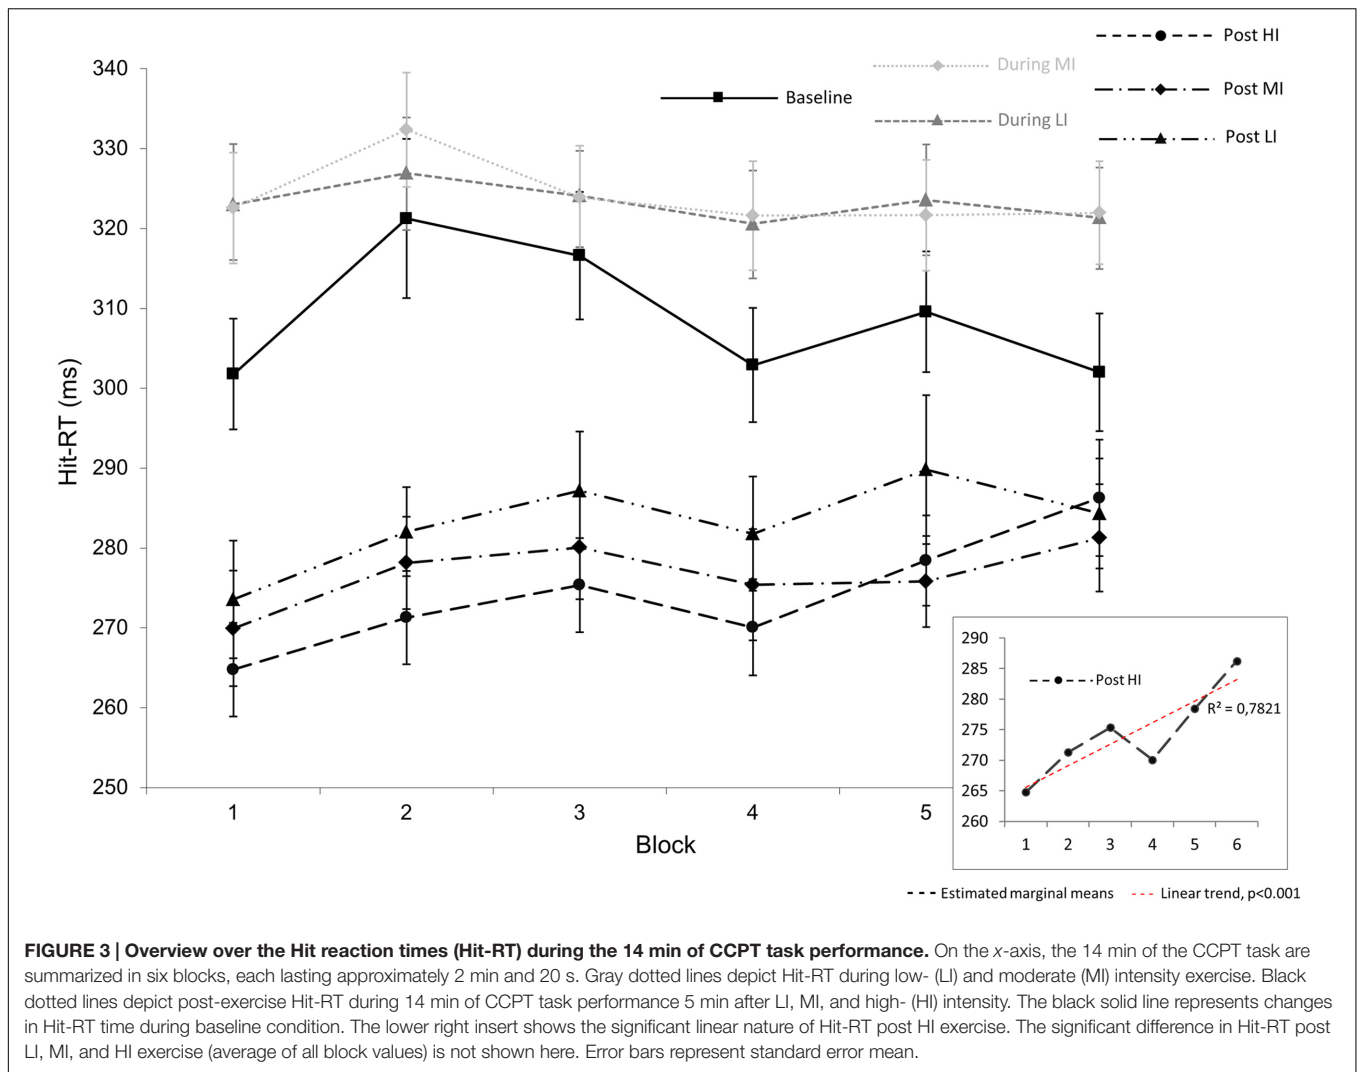 Post HI
During MI
Baseline
Post MI
During LI
Post LI
340
330
320
310
300
290
280
270
260
250
Hit-RT (ms)
1 2 3 4 5
Block
290
285
280
275
270
265
260
Post HI
R² = 0,7821
1 2 3 4 5 6
Estimated marginal means Linear trend, p<0.001
FIGURE 3 | Overview over the Hit reaction times (Hit-RT) during the 14 min of CCPT task performance. On the x-axis, the 14 min of the CCPT task are
summarized in six blocks, each lasting approximately 2 min and 20 s. Gray dotted lines depict Hit-RT during low- (LI) and moderate (MI) intensity exercise. Black
dotted lines depict post-exercise Hit-RT during 14 min of CCPT task performance 5 min after LI, MI, and high- (HI) intensity. The black solid line represents changes
in Hit-RT time during baseline condition. The lower right insert shows the significant linear nature of Hit-RT post HI exercise. The significant difference in Hit-RT post
LI, MI, and HI exercise (average of all block values) is not shown here. Error bars represent standard error mean.